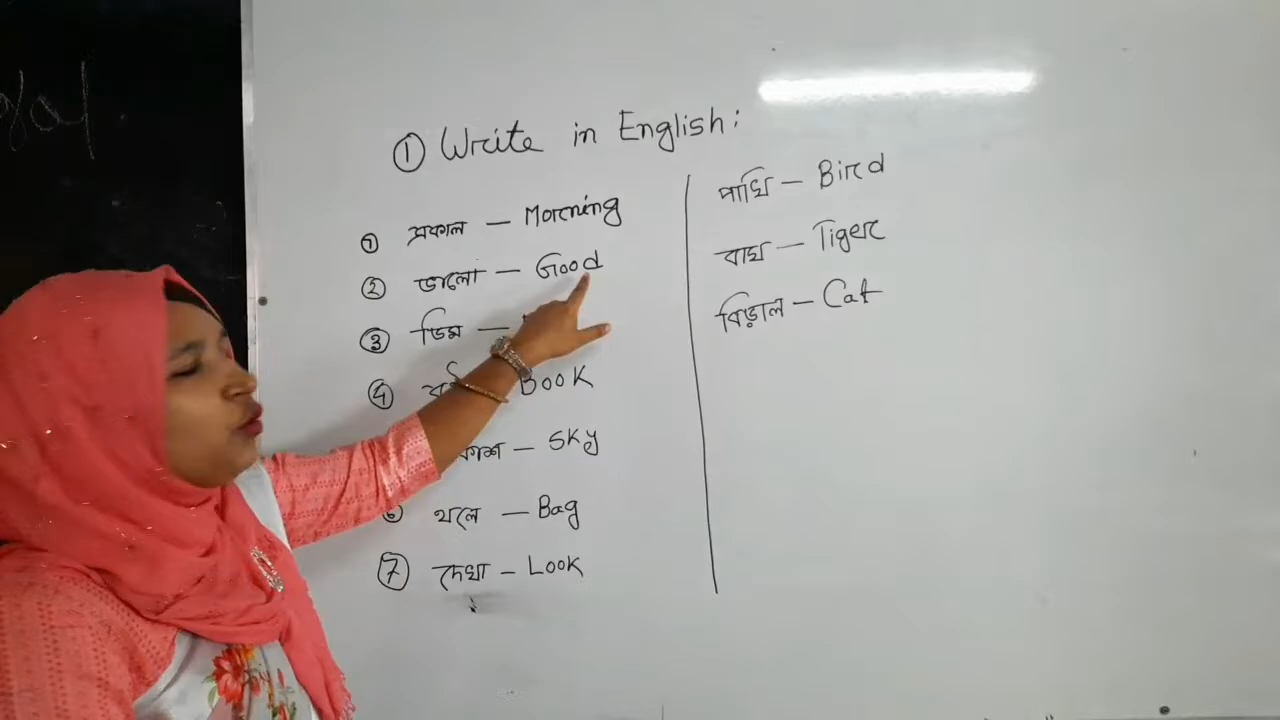 ① Write in English:
① সকাল — Morning
② ভালো — Good
③ ডিম —
④ Book
কাশ — Sky
⑥ থলে — Bag
⑦ দেখা — Look
পাখি — Bird
বাঘ — Tiger
বিড়াল — Cat